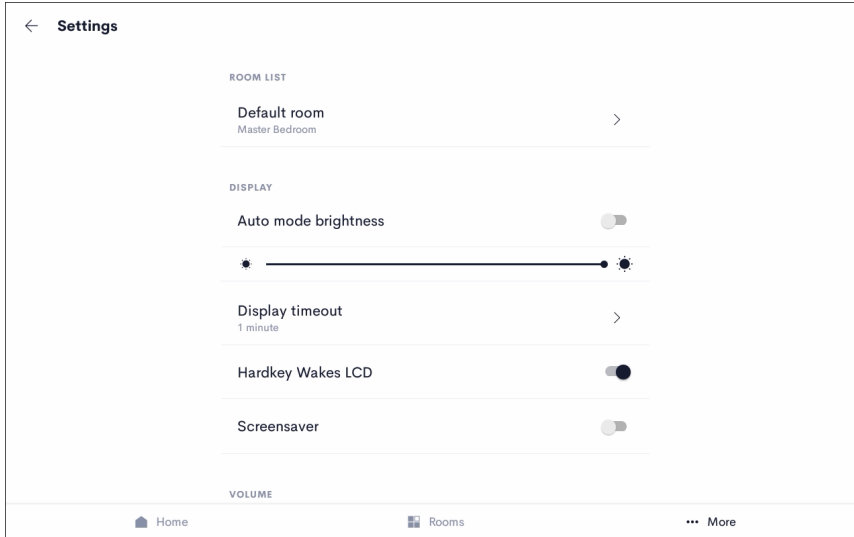 Settings
ROOM LIST
Default room
Master Bedroom
DISPLAY
Auto mode brightness
Display timeout
1 minute
Hardkey Wakes LCD
Screensaver
VOLUME
Home
Rooms
More